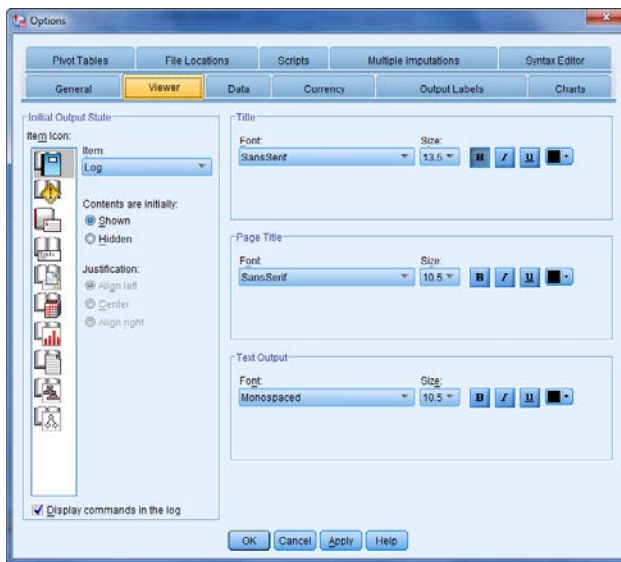 Options
Pivot Tables File Locations Scripts Multiple Imputations Syntax Editor
General Viewer Data Currency Output Labels Charts
Initial Output State
Item Icon:
Item:
Log
Contents are initially:
Shown
Hidden
Justification:
Align left
Center
Align right
Display commands in the log
Title
Font: Size:
SansSerif 13.5 B I U
Page Title
Font: Size:
SansSerif 10.5 B I U
Text Output
Font: Size:
Monospaced 10.5 B I U
OK Cancel Apply Help